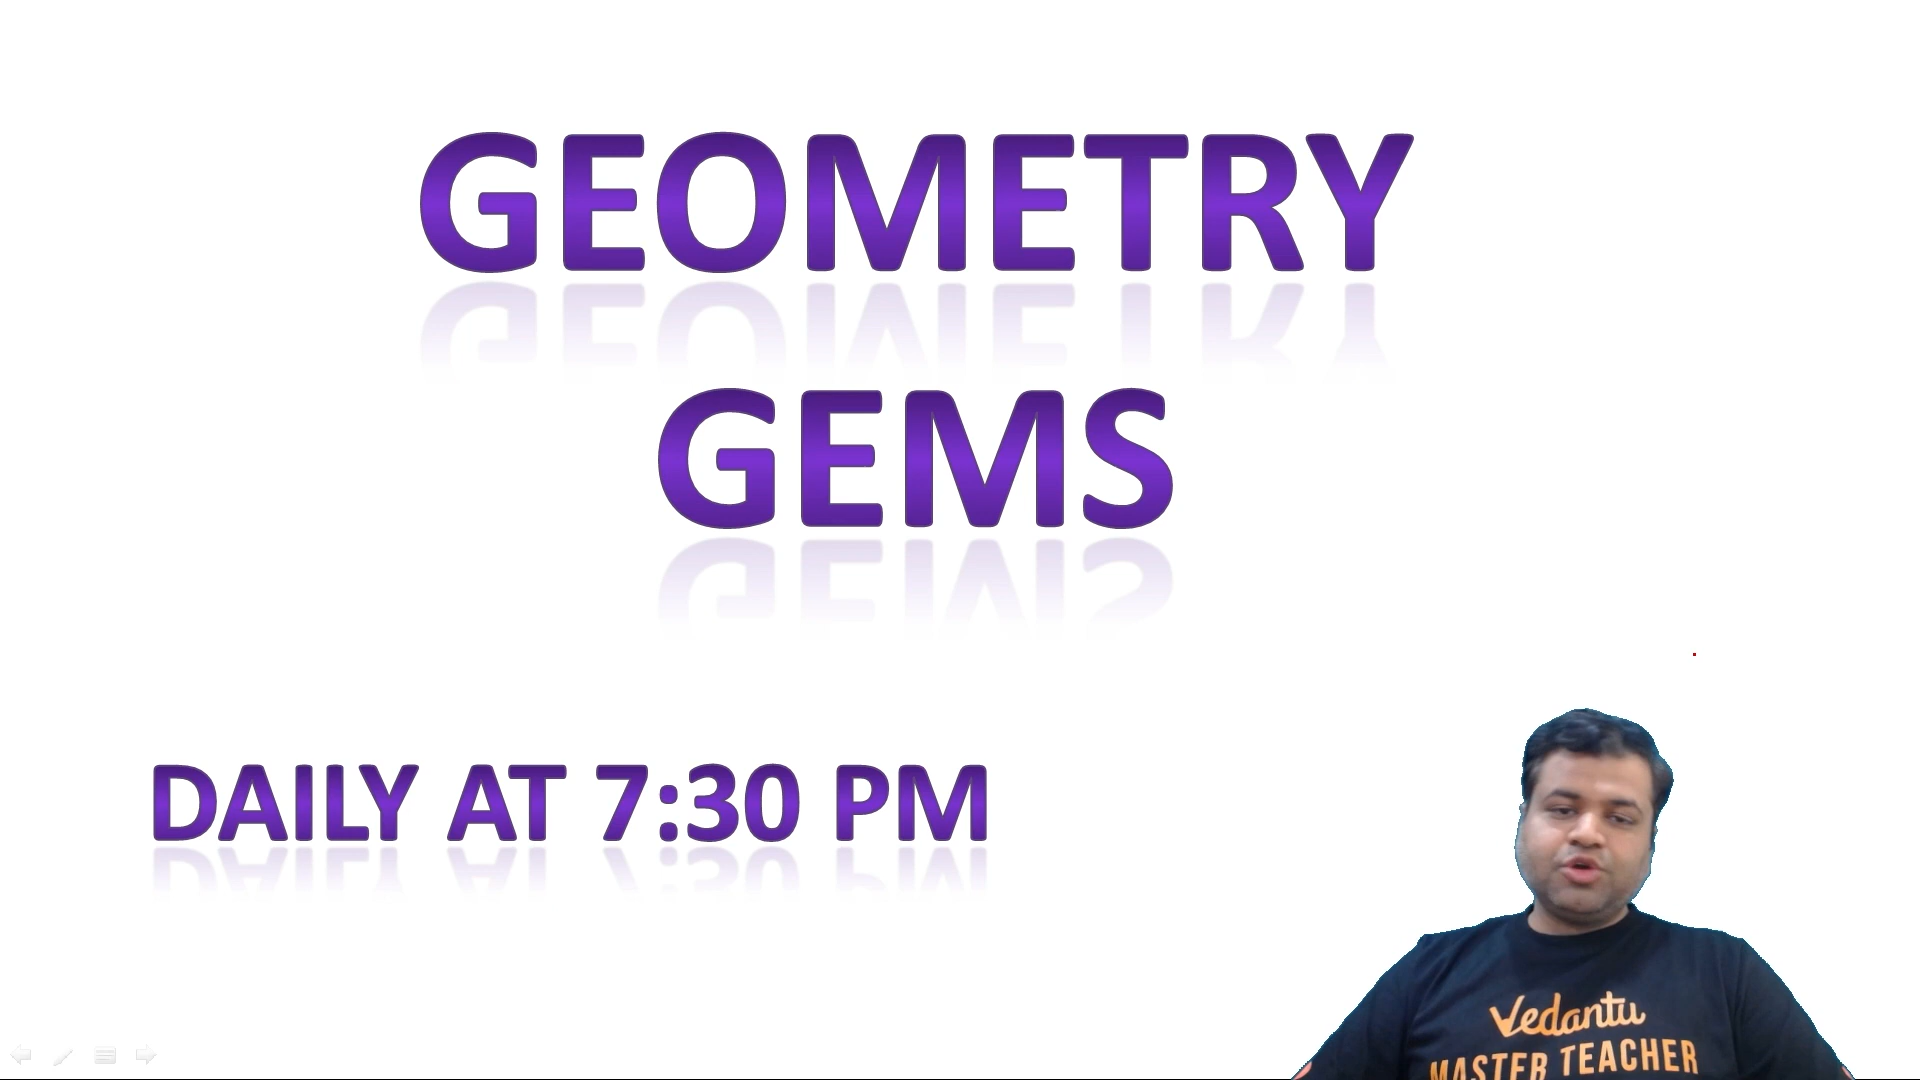 GEOMETRY
GEMS
DAILY AT 7:30 PM
Vedantu
MASTER TEACHER